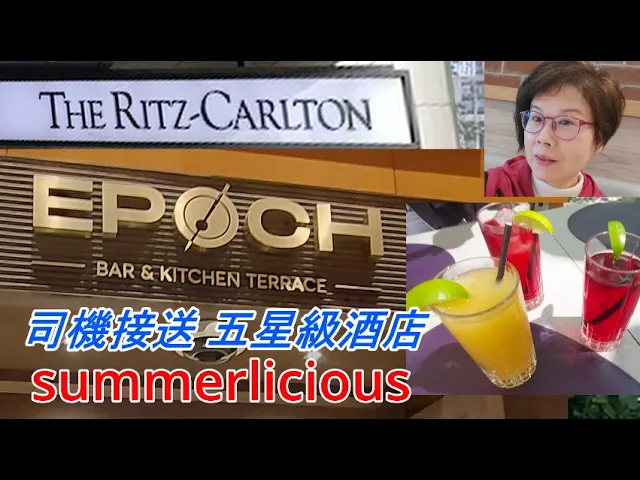 THE RITZ-CARLTON
EPOCH
BAR & KITCHEN TERRACE
司機接送 五星級酒店
summerlicious